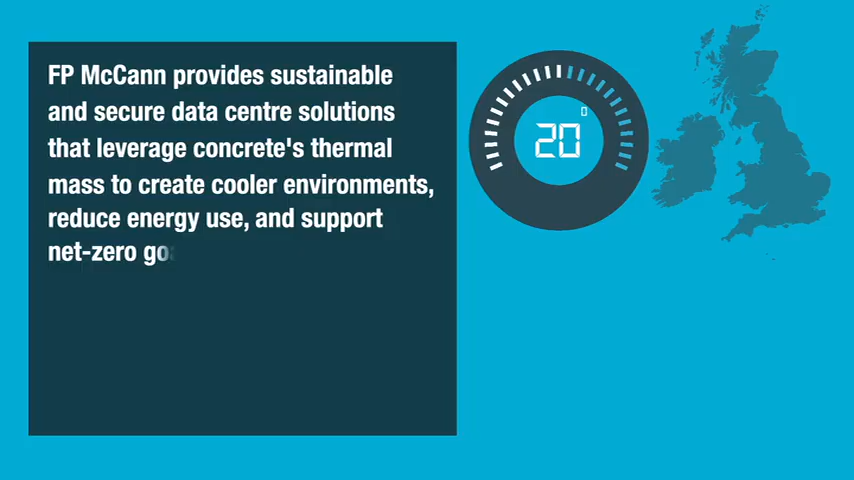 FP McCann provides sustainable
and secure data centre solutions
that leverage concrete's thermal
mass to create cooler environments,
reduce energy use, and support
net-zero
20°